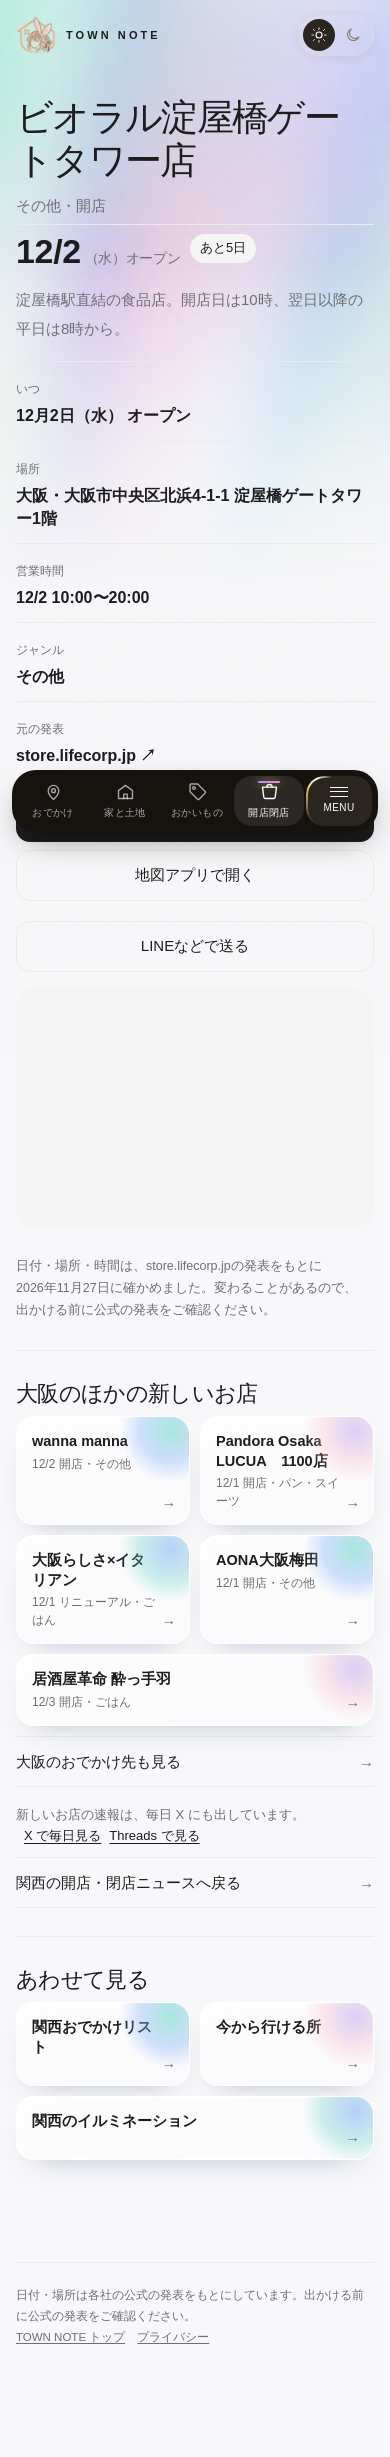 TOWN NOTE
ビオラル淀屋橋ゲー
トタワー店
その他・開店
12/2 （水）オープン あと5日
淀屋橋駅直結の食品店。開店日は10時、翌日以降の
平日は8時から。
いつ
12月2日（水） オープン
場所
大阪・大阪市中央区北浜4-1-1 淀屋橋ゲートタワ
ー1階
営業時間
12/2 10:00〜20:00
ジャンル
その他
元の発表
store.lifecorp.jp ↗
おでかけ 家と土地 おかいもの 開店閉店 MENU
地図アプリで開く
LINEなどで送る
日付・場所・時間は、store.lifecorp.jpの発表をもとに
2026年11月27日に確かめました。変わることがあるので、
出かける前に公式の発表をご確認ください。
大阪のほかの新しいお店
wanna manna
12/2 開店・その他
→
Pandora Osaka
LUCUA　1100店
12/1 開店・パン・スイ
ーツ
→
大阪らしさ×イタ
リアン
12/1 リニューアル・ご
はん
→
AONA大阪梅田
12/1 開店・その他
→
居酒屋革命 酔っ手羽
12/3 開店・ごはん
→
大阪のおでかけ先も見る →
新しいお店の速報は、毎日 X にも出しています。
X で毎日見る Threads で見る
関西の開店・閉店ニュースへ戻る →
あわせて見る
関西おでかけリス
ト
→
今から行ける所
→
関西のイルミネーション
→
日付・場所は各社の公式の発表をもとにしています。出かける前
に公式の発表をご確認ください。
TOWN NOTE トップ プライバシー